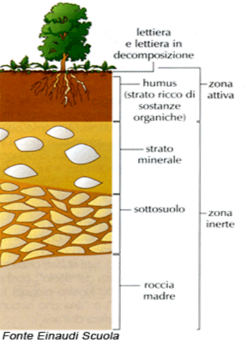 lettiera
e lettiera in
decomposizione
humus
(strato ricco di
sostanze
organiche)
zona
attiva
strato
minerale
sottosuolo
zona
inerte
roccia
madre
Fonte Einaudi Scuola